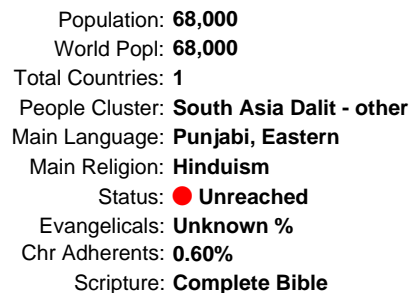 Population: 68,000
World Popl: 68,000
Total Countries: 1
People Cluster: South Asia Dalit - other
Main Language: Punjabi, Eastern
Main Religion: Hinduism
Status: Unreached
Evangelicals: Unknown %
Chr Adherents: 0.60%
Scripture: Complete Bible